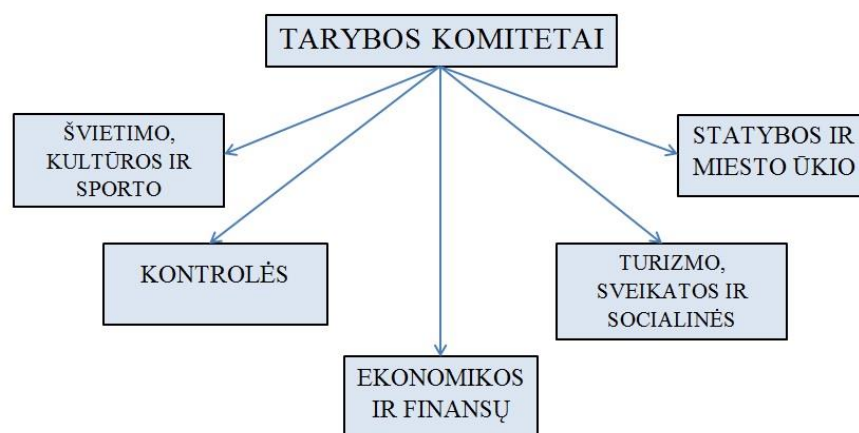 TARYBOS KOMITETAI
ŠVIETIMO,
KULTŪROS IR
SPORTO
STATYBOS IR
MIESTO ŪKIO
KONTROLĖS
TURIZMO,
SVEIKATOS IR
SOCIALINĖS
EKONOMIKOS
IR FINANSŲ